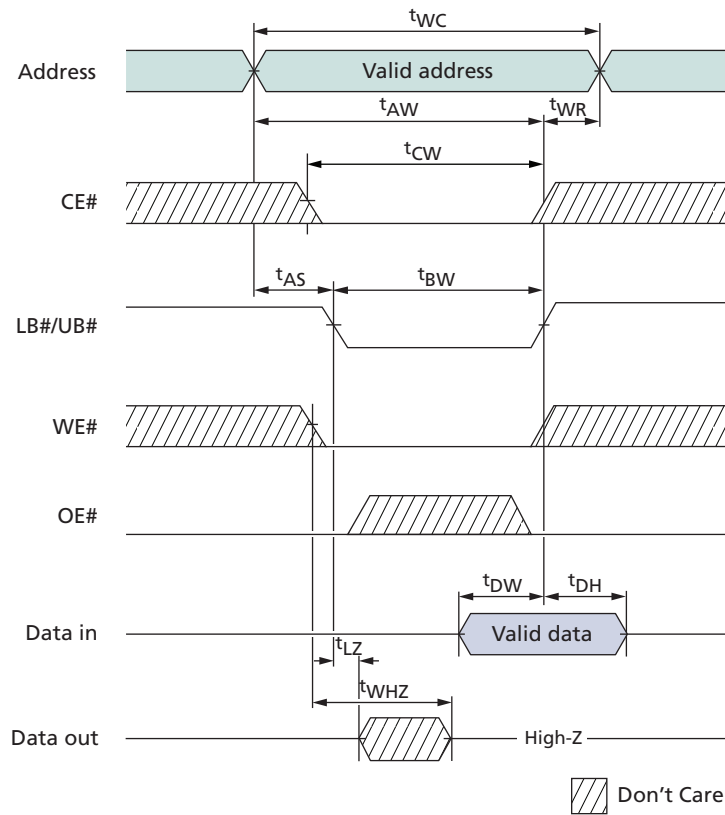 tWC
Address
Valid address
tAW
tWR
tCW
CE#
tAS
tBW
LB#/UB#
WE#
OE#
tDW
tDH
Data in
Valid data
tLZ
tWHZ
Data out
High-Z
Don't Care